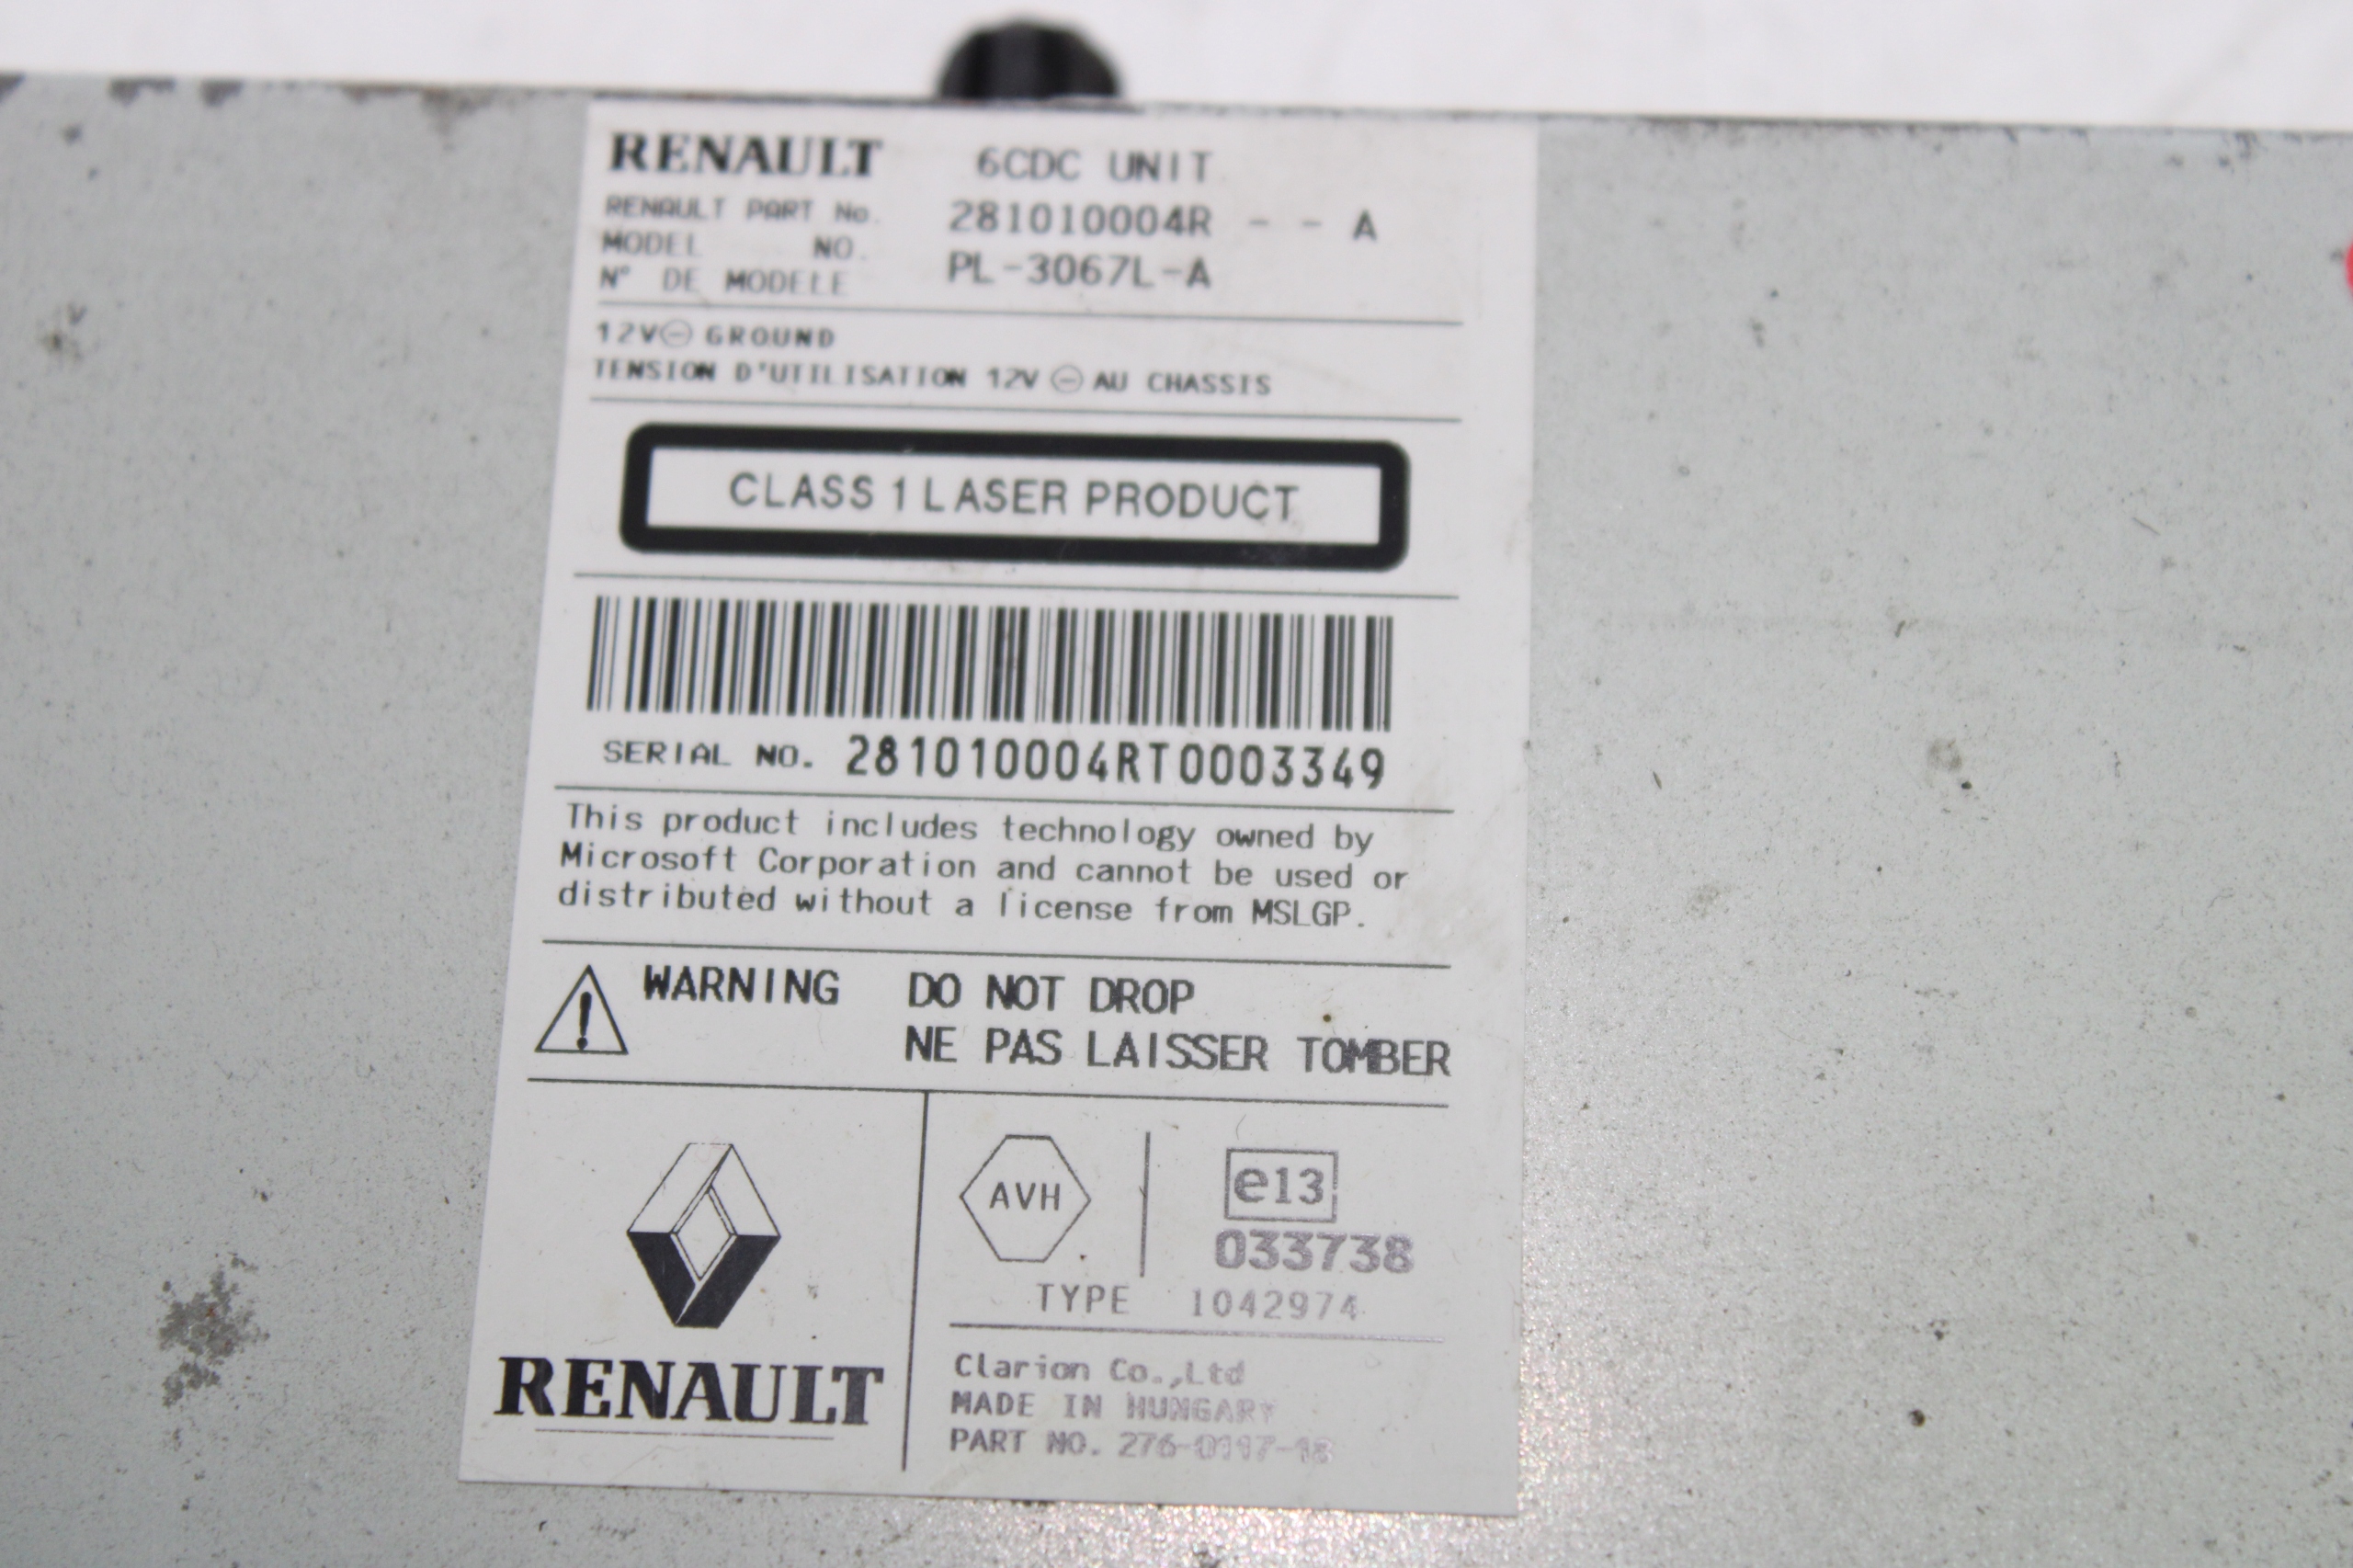 RENAULT 6CDC UNIT
RENAULT PART No. 281010004R - - A
MODEL NO.
N° DE MODELE PL-3067L-A
12V⊖ GROUND
TENSION D'UTILISATION 12V ⊖ AU CHASSIS
CLASS 1 LASER PRODUCT
SERIAL NO. 281010004RT0003349
This product includes technology owned by
Microsoft Corporation and cannot be used or
distributed without a license from MSLGP.
! WARNING DO NOT DROP
NE PAS LAISSER TOMBER
RENAULT
AVH
e13
033738
TYPE 1042974
Clarion Co.,Ltd
MADE IN HUNGARY
PART NO.